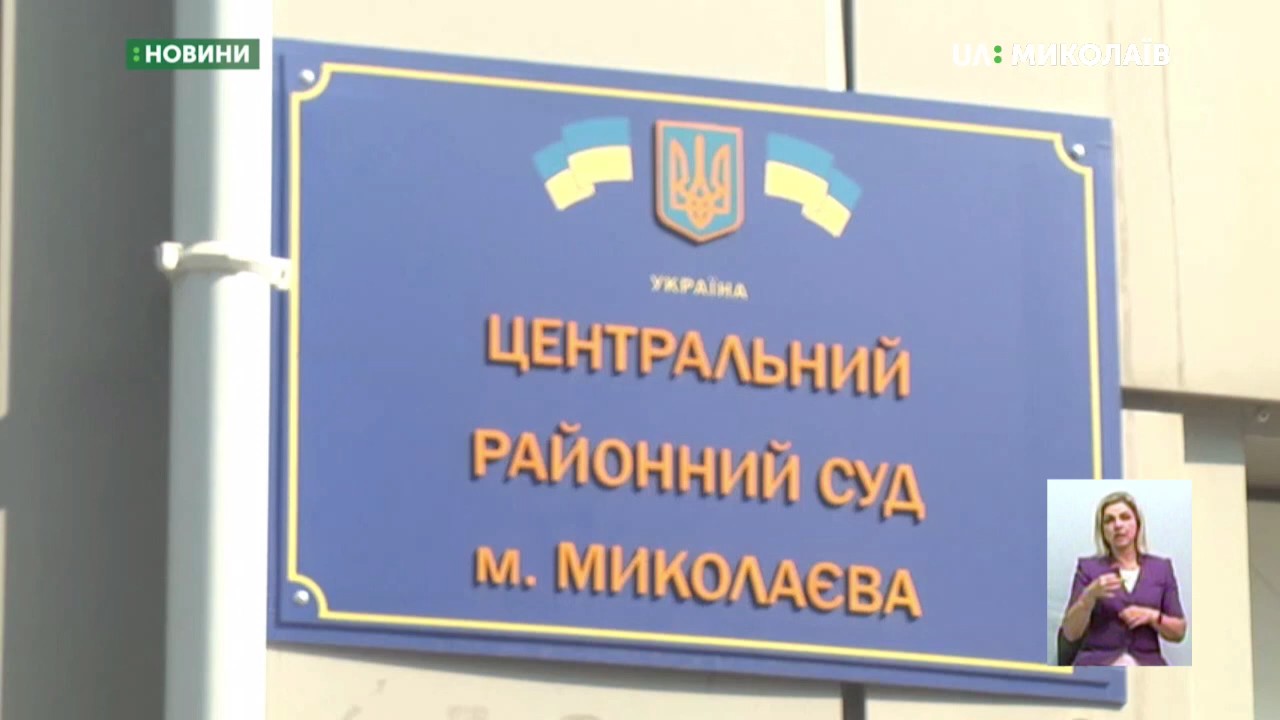 :НОВИНИ
UA: МИКОЛАЇВ
УКРАЇНА
ЦЕНТРАЛЬНИЙ
РАЙОННИЙ СУД
м. МИКОЛАЄВА